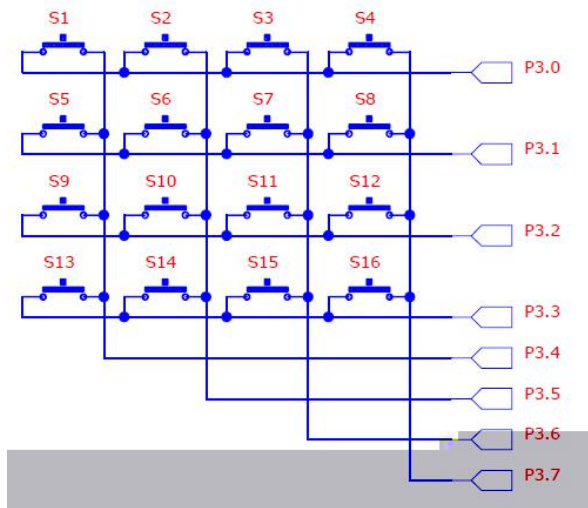 S1 S2 S3 S4
P3.0
S5 S6 S7 S8
P3.1
S9 S10 S11 S12
P3.2
S13 S14 S15 S16
P3.3
P3.4
P3.5
P3.6
P3.7